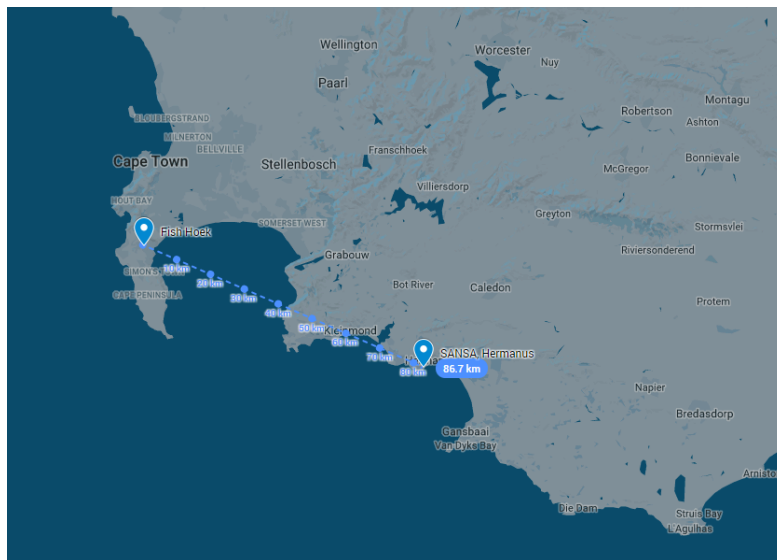 Wellington
Worcester
Nuy
Paarl
Montagu
Robertson
Ashton
BLOUBERGSTRAND
MILNERTON
BELLVILLE
Franschhoek
Bonnievale
Cape Town
Stellenbosch
McGregor
Villiersdorp
HOUT BAY
Greyton
SOMERSET WEST
Stormsvlei
Fish Hoek
Riviersonderend
Grabouw
10 km
SIMON'S
20 km
Bot River
Caledon
CAPE PENINSULA
30 km
Protem
40 km
50 km
Kleinmond
60 km
SANSA, Hermanus
70 km
86.7 km
80 km
Napier
Bredasdorp
Gansbaai
Van Dyks Bay
Arniston
Die Dam
Struis Bay
L'Agulhas